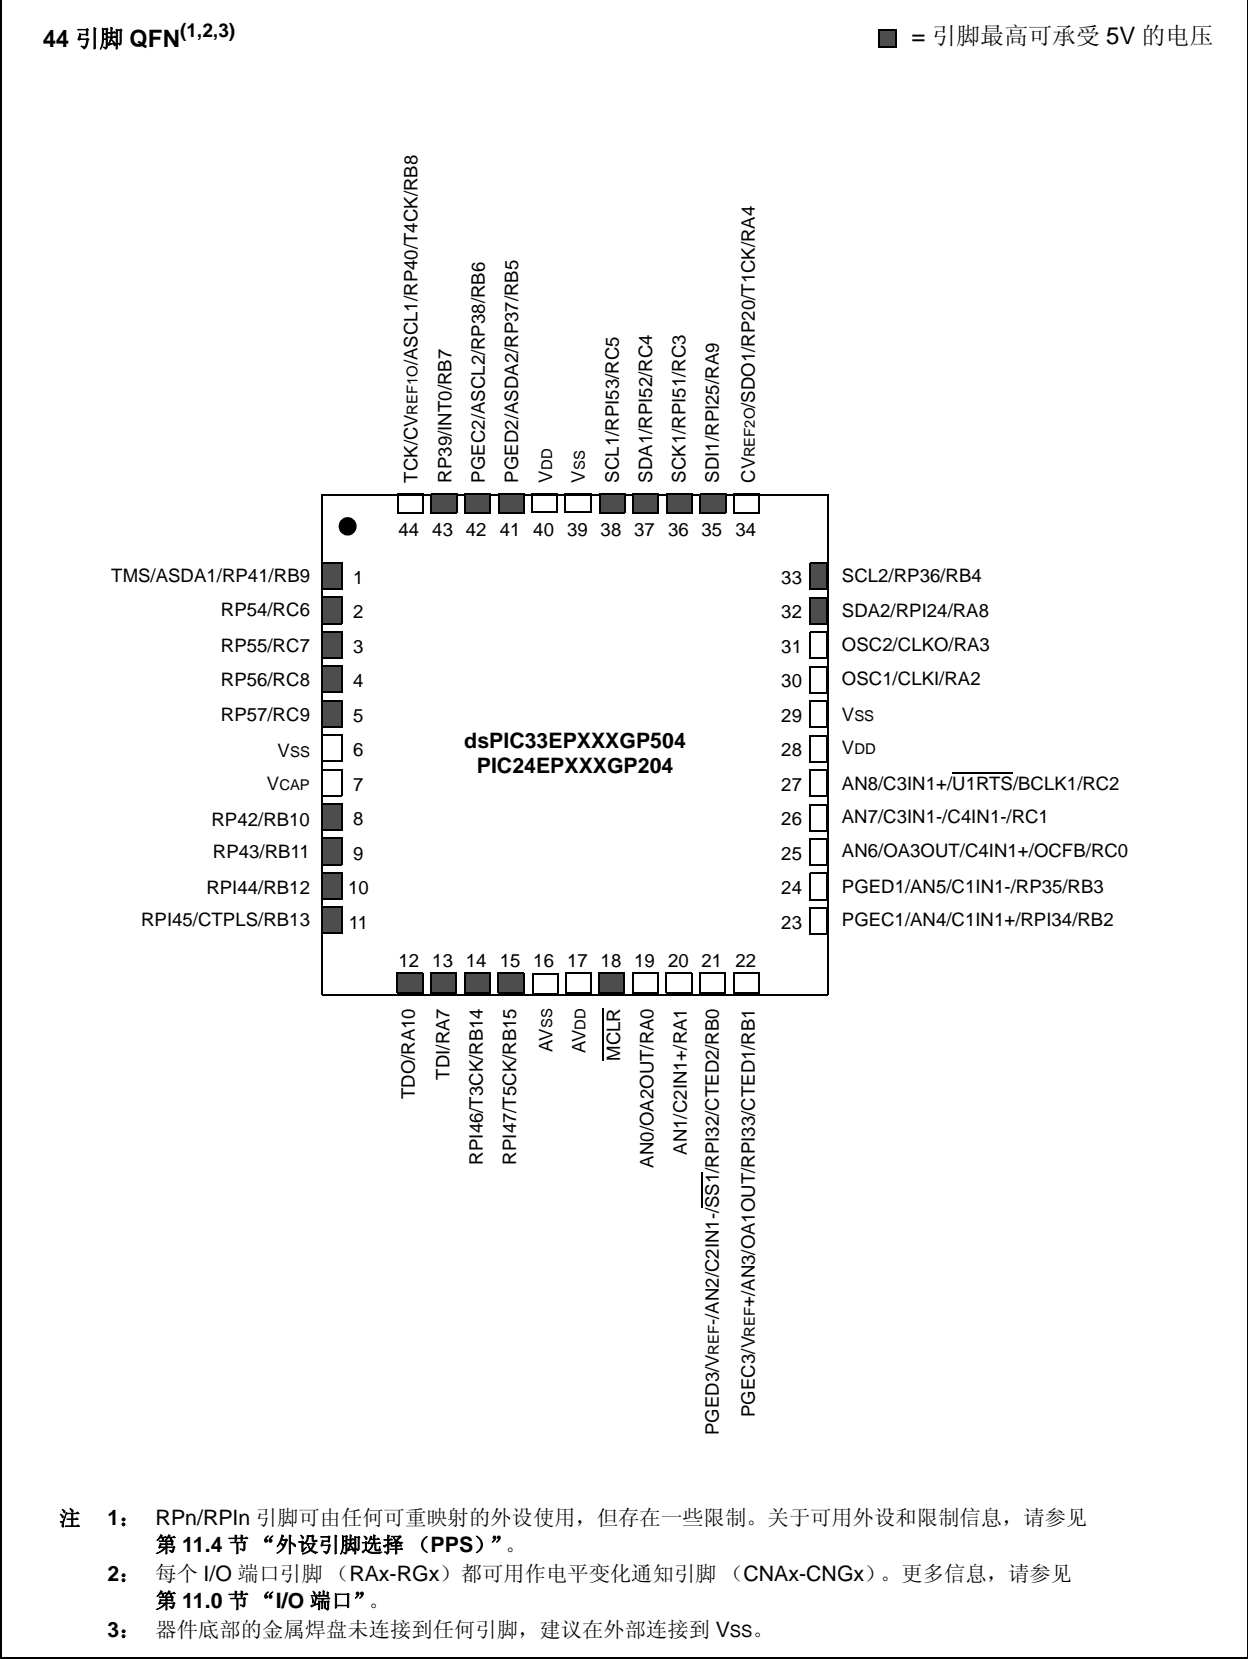 44 引脚 QFN(1,2,3)
= 引脚最高可承受 5V 的电压
TCK/CVREF1O/ASCL1/RP40/T4CK/RB8
RP39/INT0/RB7
PGEC2/ASCL2/RP38/RB6
PGED2/ASDA2/RP37/RB5
VDD
VSS
SCL1/RPI53/RC5
SDA1/RPI52/RC4
SCK1/RPI51/RC3
SDI1/RPI25/RA9
CVREF2O/SDO1/RP20/T1CK/RA4
44 43 42 41 40 39 38 37 36 35 34
TMS/ASDA1/RP41/RB9 1
RP54/RC6 2
RP55/RC7 3
RP56/RC8 4
RP57/RC9 5
VSS 6
VCAP 7
RP42/RB10 8
RP43/RB11 9
RPI44/RB12 10
RPI45/CTPLS/RB13 11
dsPIC33EPXXXGP504
PIC24EPXXXGP204
33 SCL2/RP36/RB4
32 SDA2/RPI24/RA8
31 OSC2/CLKO/RA3
30 OSC1/CLKI/RA2
29 VSS
28 VDD
27 AN8/C3IN1+/U1RTS/BCLK1/RC2
26 AN7/C3IN1-/C4IN1-/RC1
25 AN6/OA3OUT/C4IN1+/OCFB/RC0
24 PGED1/AN5/C1IN1-/RP35/RB3
23 PGEC1/AN4/C1IN1+/RPI34/RB2
12 13 14 15 16 17 18 19 20 21 22
TDO/RA10
TDI/RA7
RPI46/T3CK/RB14
RPI47/T5CK/RB15
AVSS
AVDD
MCLR
AN0/OA2OUT/RA0
AN1/C2IN1+/RA1
PGED3/VREF-/AN2/C2IN1-/SS1/RPI32/CTED2/RB0
PGEC3/VREF+/AN3/OA1OUT/RPI33/CTED1/RB1
注 1： RPn/RPIn 引脚可由任何可重映射的外设使用，但存在一些限制。关于可用外设和限制信息，请参见
第 11.4 节 “外设引脚选择 （PPS）”。
2： 每个 I/O 端口引脚 （RAx-RGx）都可用作电平变化通知引脚 （CNAx-CNGx）。更多信息，请参见
第 11.0 节 “I/O 端口”。
3： 器件底部的金属焊盘未连接到任何引脚，建议在外部连接到 VSS。